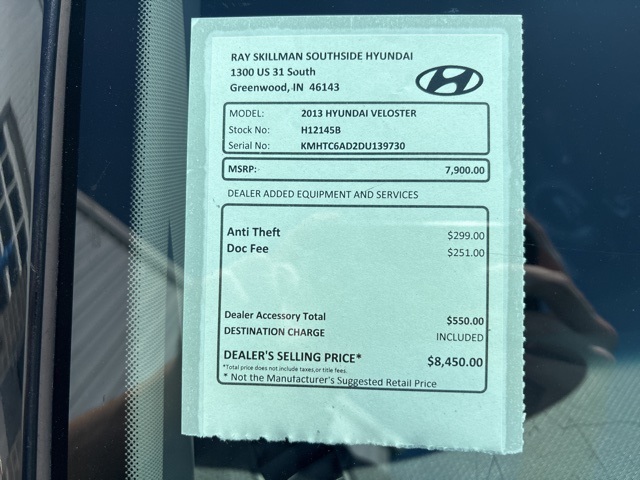 RAY SKILLMAN SOUTHSIDE HYUNDAI
1300 US 31 South
Greenwood, IN 46143
MODEL: 2013 HYUNDAI VELOSTER
Stock No: H12145B
Serial No: KMHTC6AD2DU139730
MSRP: 7,900.00
DEALER ADDED EQUIPMENT AND SERVICES
Anti Theft $299.00
Doc Fee $251.00
Dealer Accessory Total $550.00
DESTINATION CHARGE INCLUDED
DEALER'S SELLING PRICE* $8,450.00
*Total price does not include taxes,or title fees.
* Not the Manufacturer's Suggested Retail Price